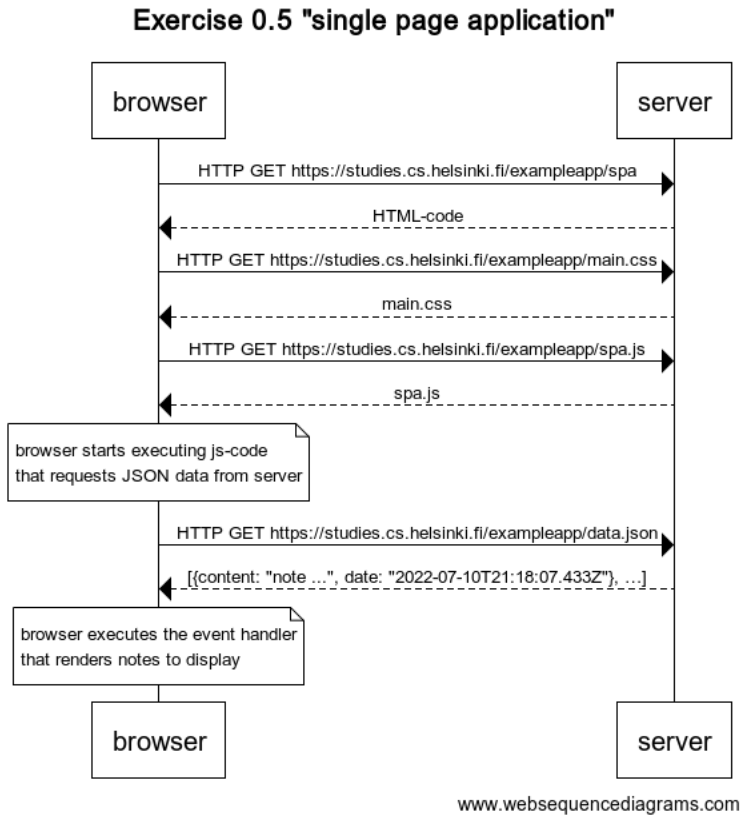 Exercise 0.5 "single page application"
browser
server
HTTP GET https://studies.cs.helsinki.fi/exampleapp/spa
HTML-code
HTTP GET https://studies.cs.helsinki.fi/exampleapp/main.css
main.css
HTTP GET https://studies.cs.helsinki.fi/exampleapp/spa.js
spa.js
browser starts executing js-code
that requests JSON data from server
HTTP GET https://studies.cs.helsinki.fi/exampleapp/data.json
[{content: "note ...", date: "2022-07-10T21:18:07.433Z"}, ...]
browser executes the event handler
that renders notes to display
browser
server
www.websequencediagrams.com